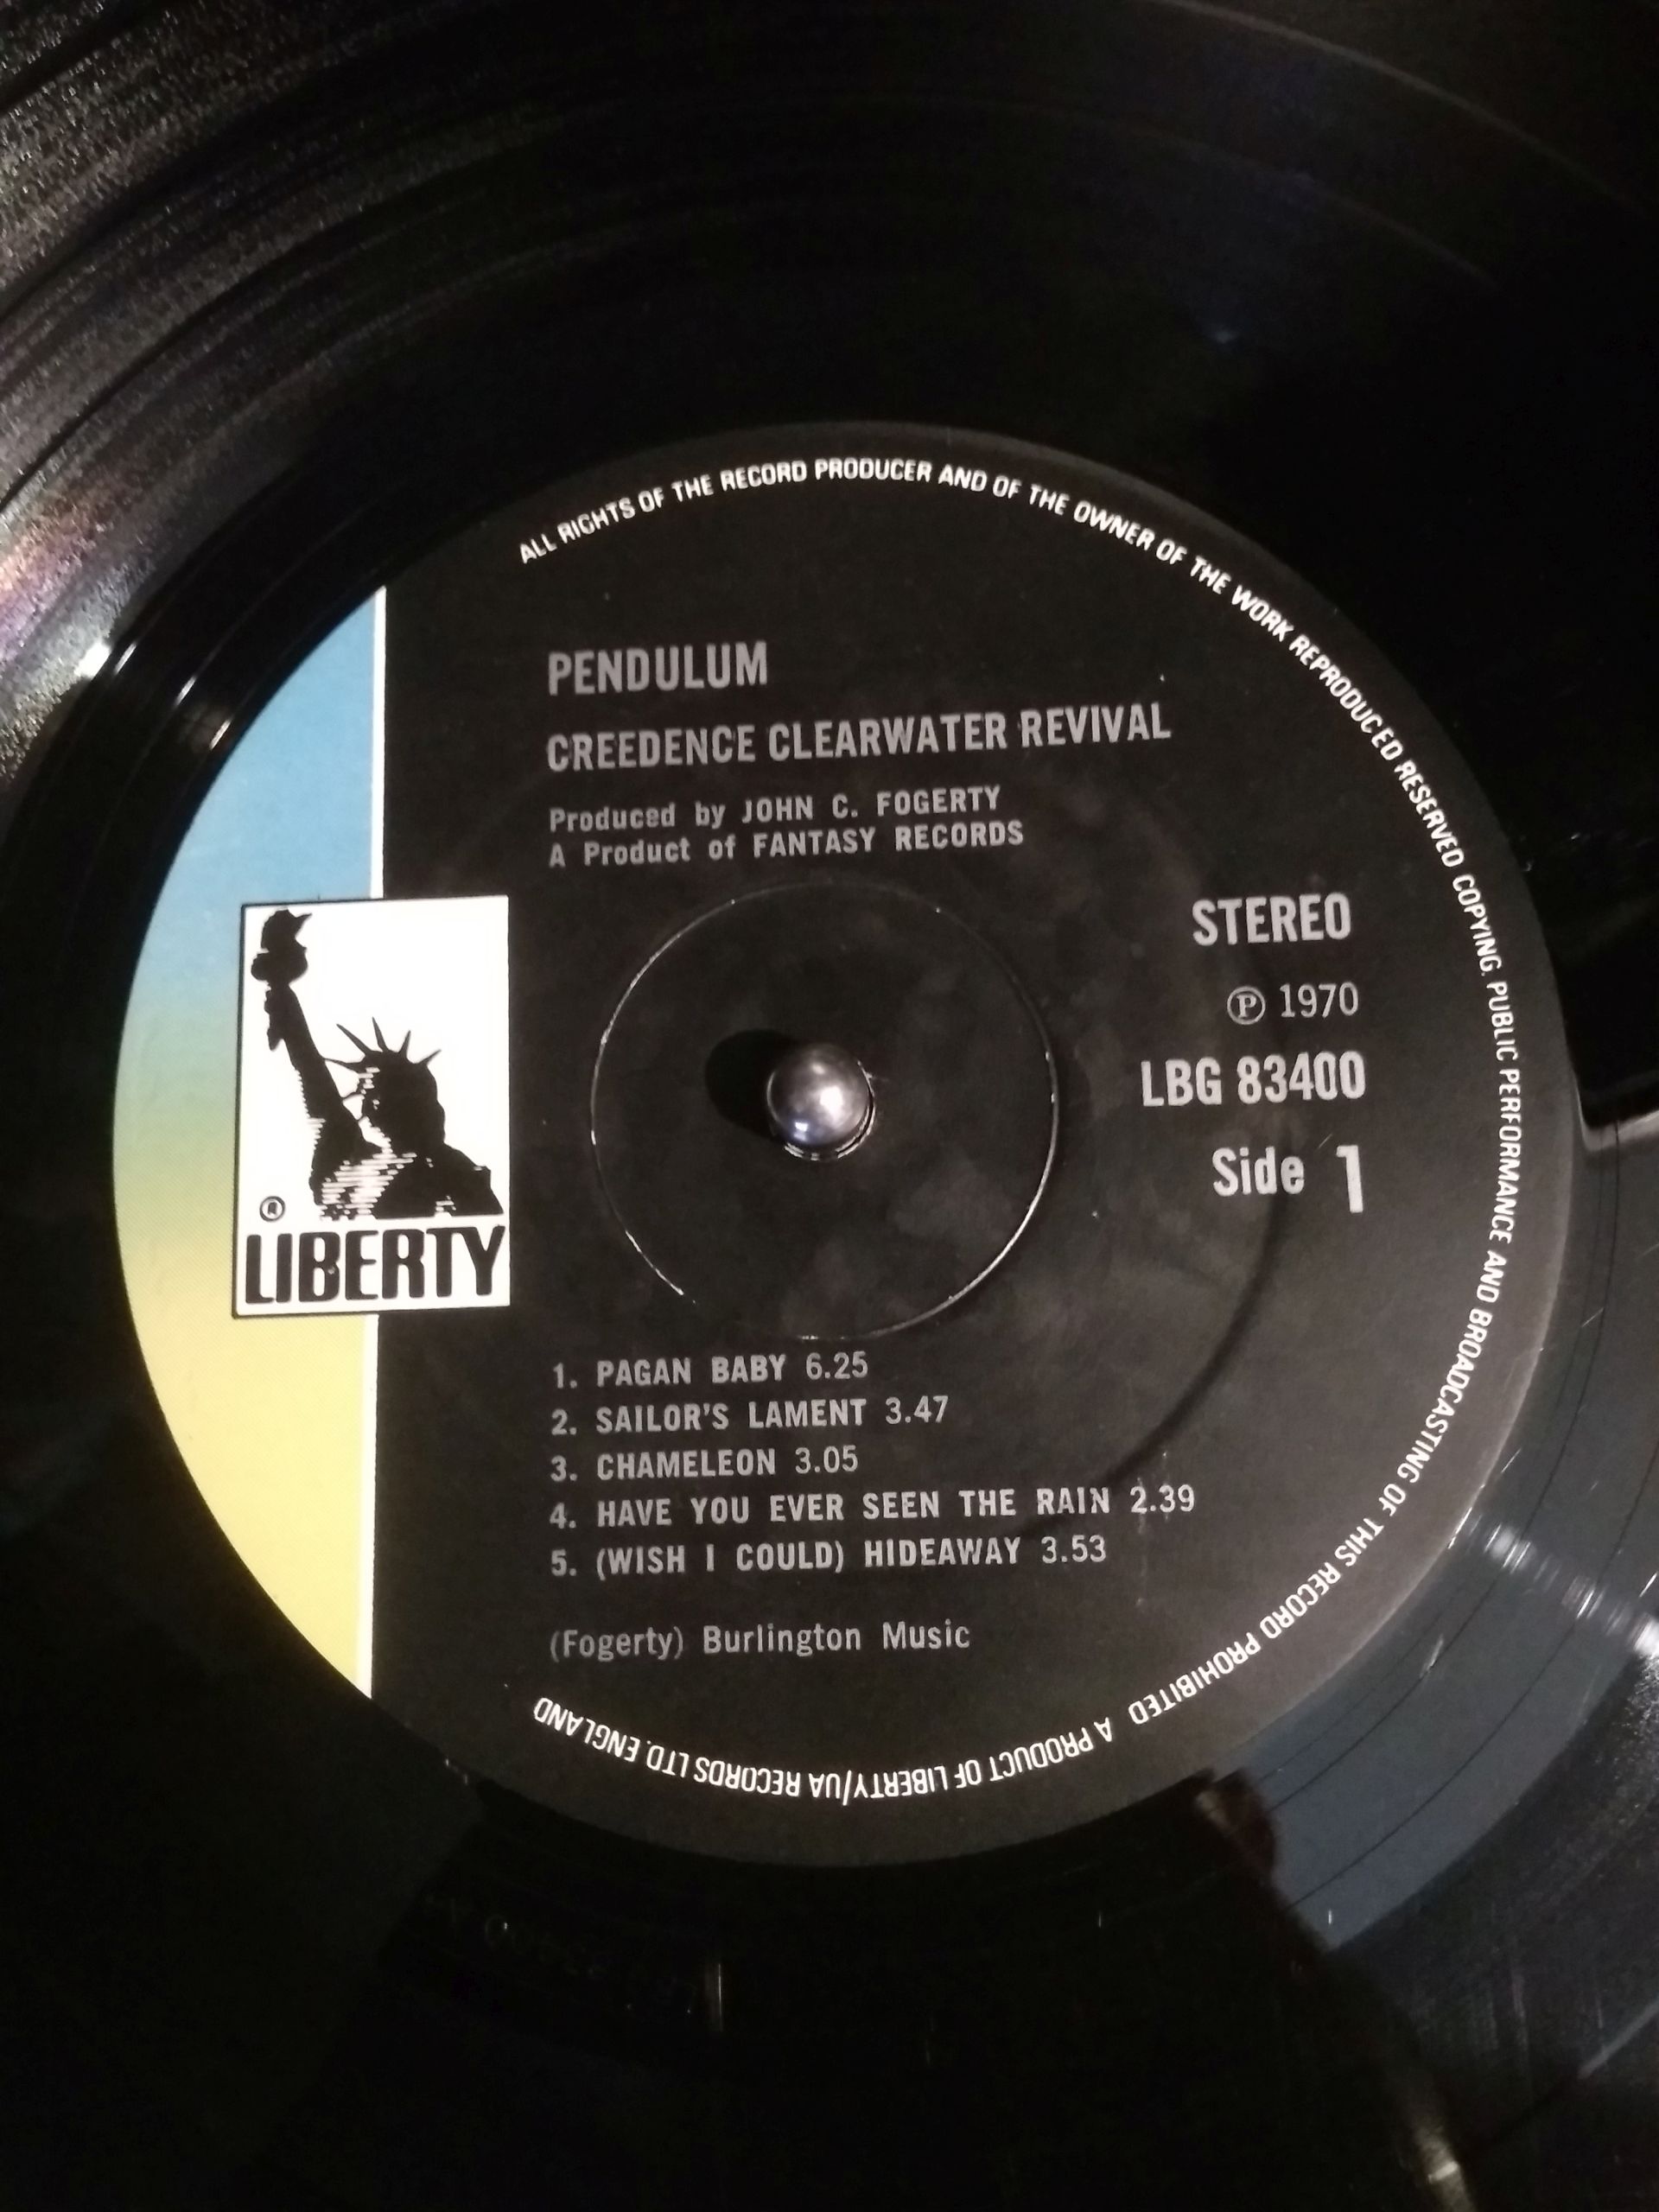 ALL RIGHTS OF THE RECORD PRODUCER AND OF THE OWNER OF THE WORK REPRODUCED RESERVED COPYING, PUBLIC PERFORMANCE AND BROADCASTING OF THIS RECORD PROHIBITED A PRODUCT OF LIBERTY/UA RECORDS LTD. ENGLAND
PENDULUM
CREEDENCE CLEARWATER REVIVAL
Produced by JOHN C. FOGERTY
A Product of FANTASY RECORDS
STEREO
℗ 1970
LBG 83400
Side 1
®
LIBERTY
1. PAGAN BABY 6.25
2. SAILOR'S LAMENT 3.47
3. CHAMELEON 3.05
4. HAVE YOU EVER SEEN THE RAIN 2.39
5. (WISH I COULD) HIDEAWAY 3.53
(Fogerty) Burlington Music